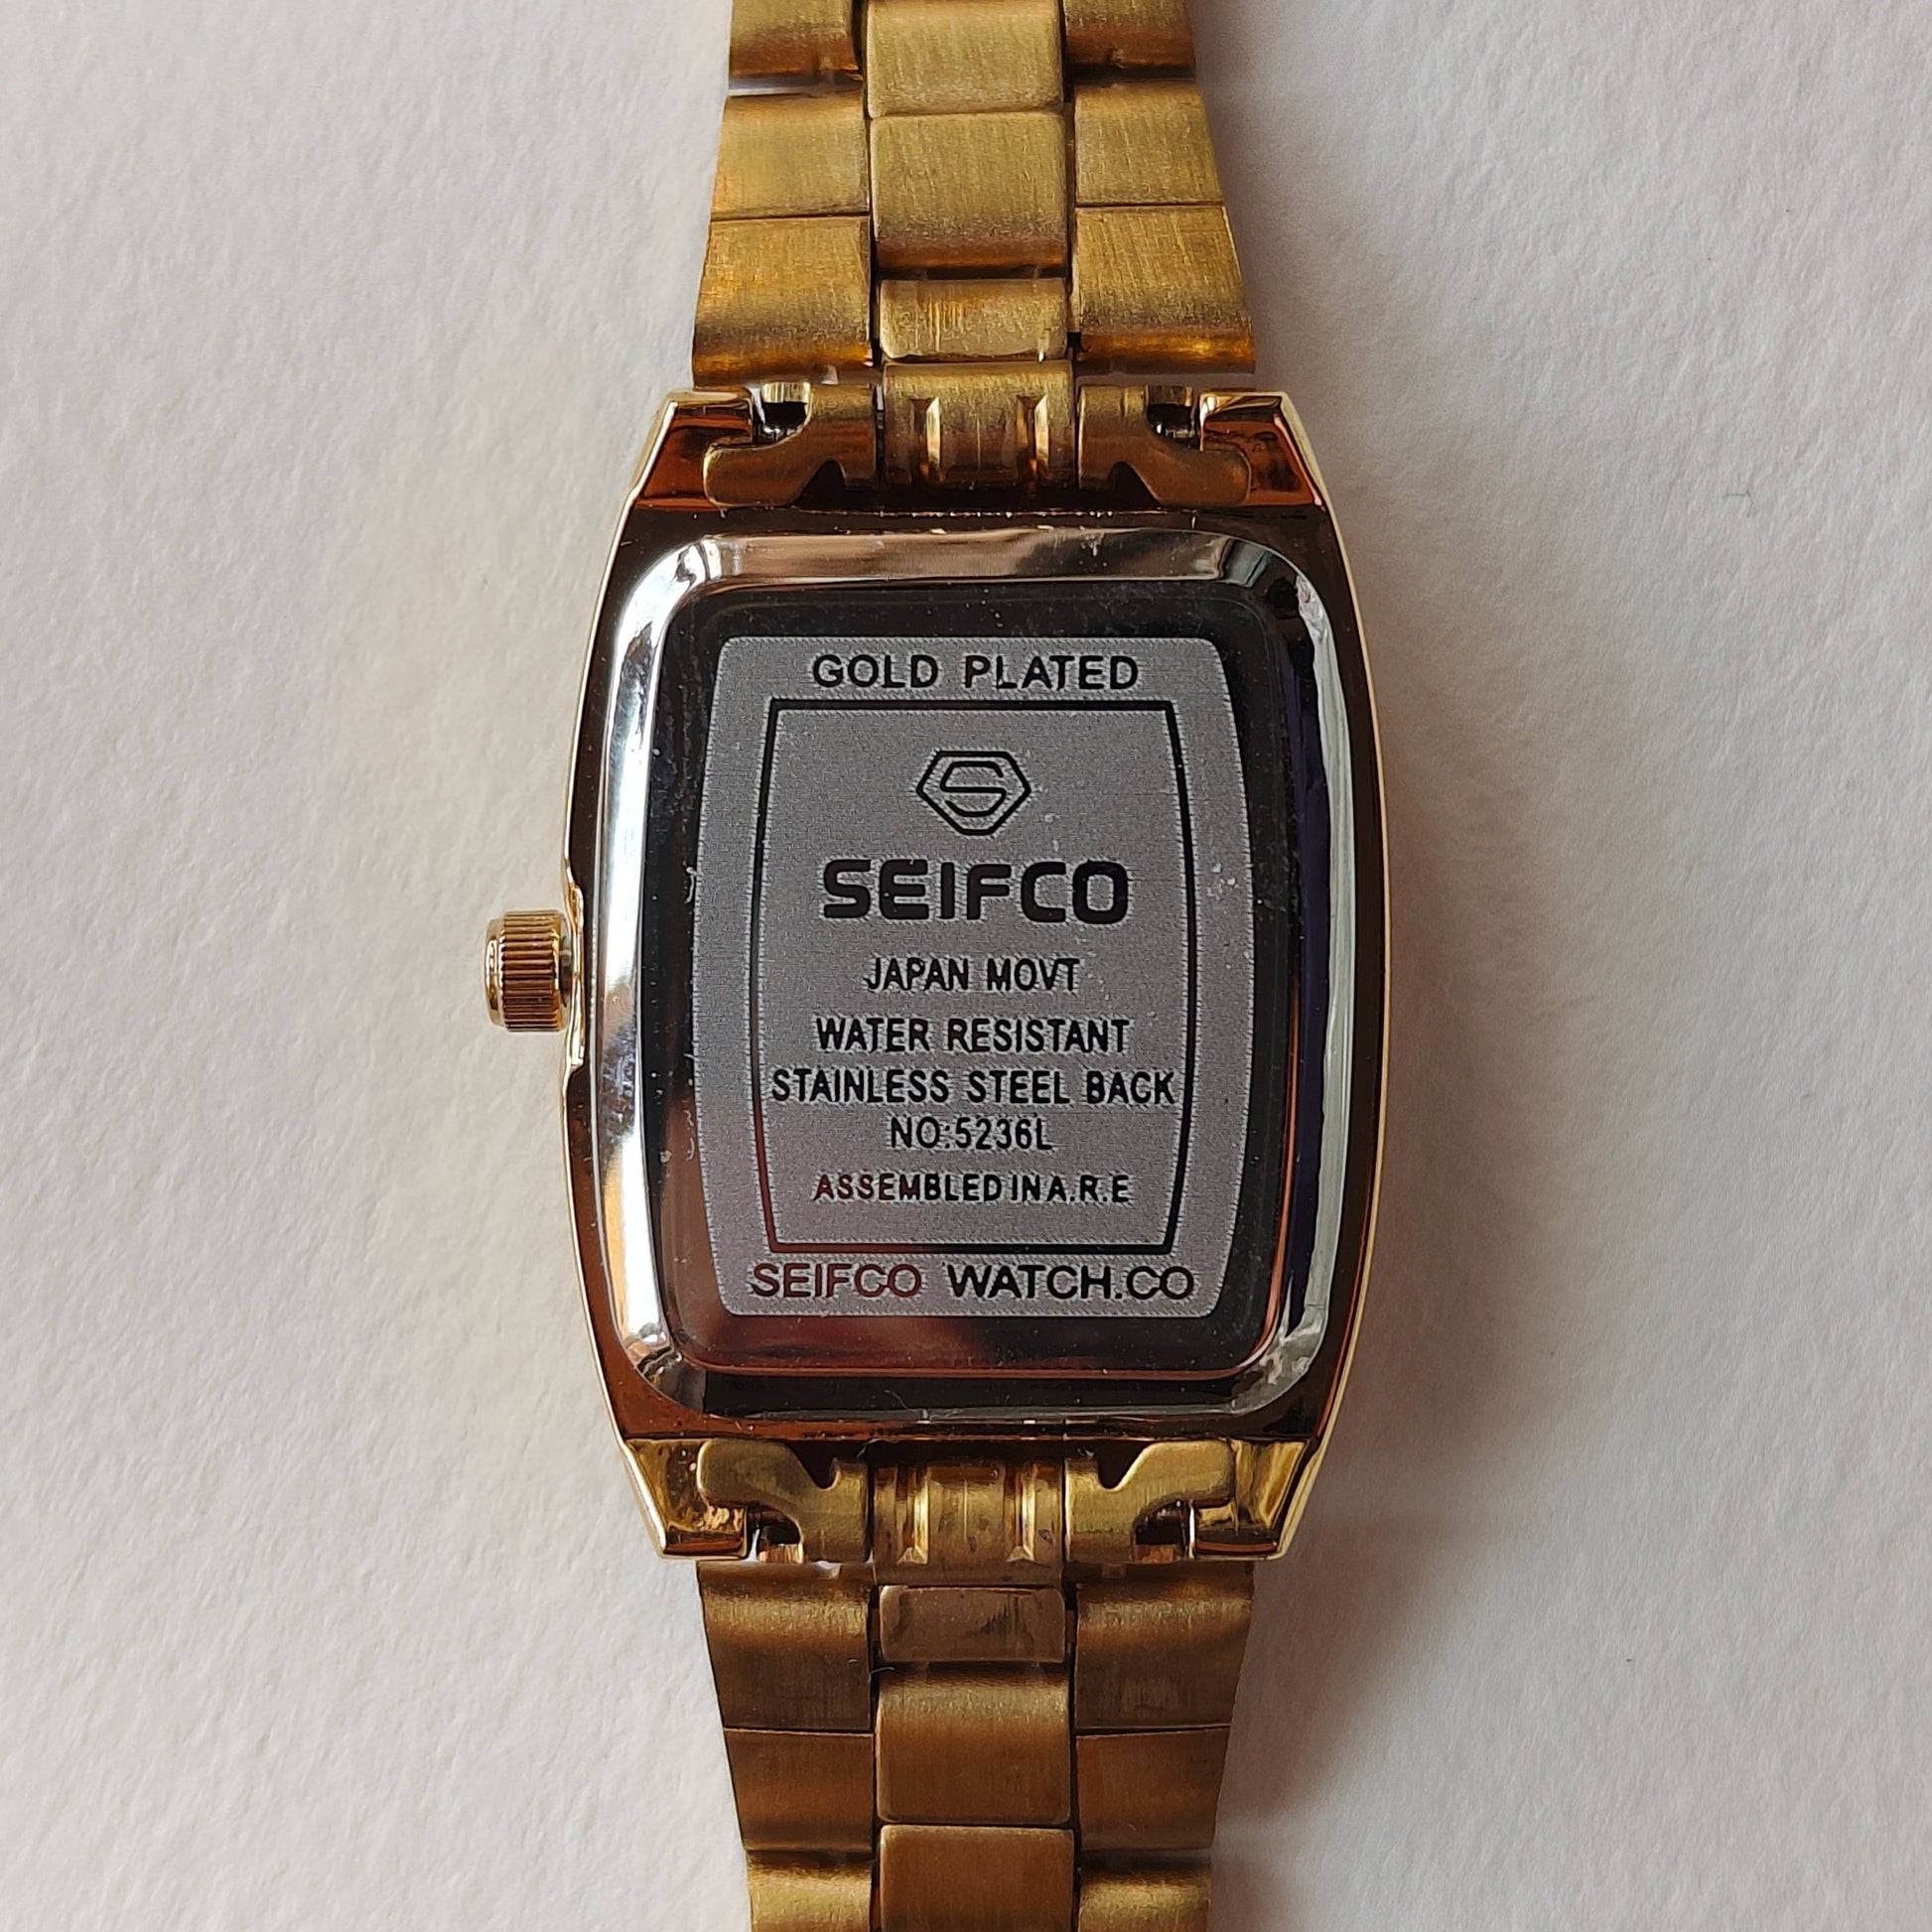 GOLD PLATED
S
SEIFCO
JAPAN MOVT
WATER RESISTANT
STAINLESS STEEL BACK
NO:5236L
ASSEMBLED IN A.R.E
SEIFCO WATCH.CO